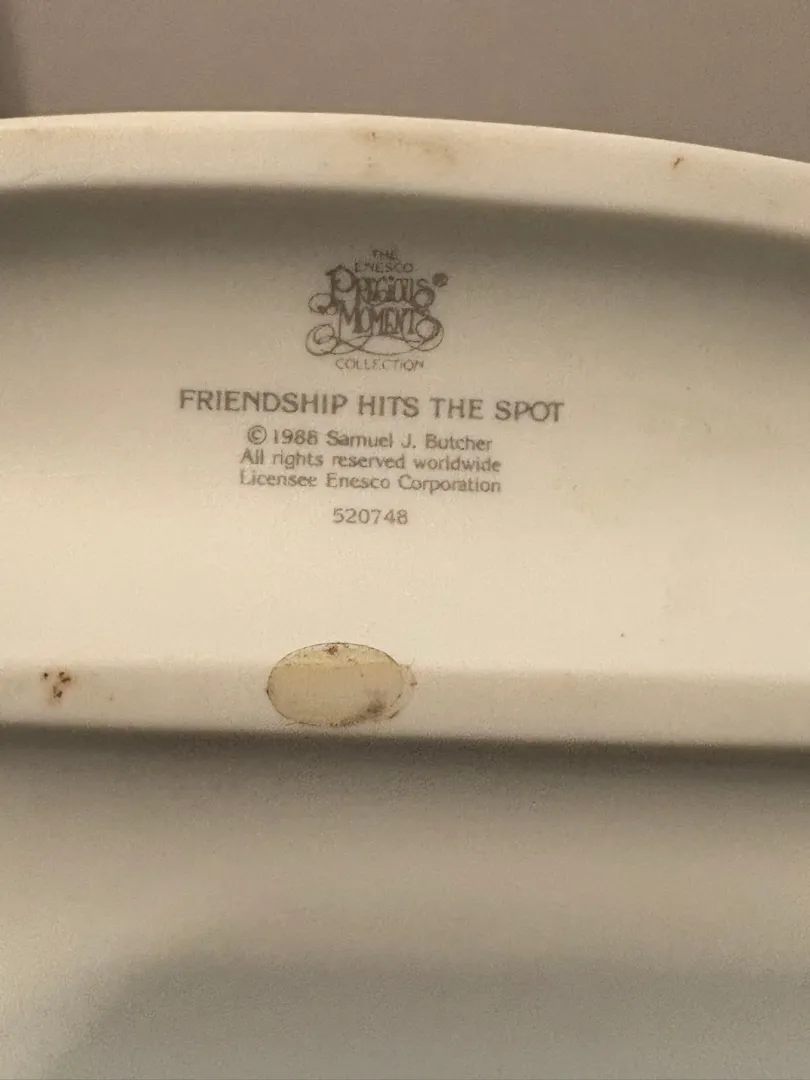 THE
ENESCO
PRECIOUS®
MOMENTS
COLLECTION
FRIENDSHIP HITS THE SPOT
© 1988 Samuel J. Butcher
All rights reserved worldwide
Licensee Enesco Corporation
520748